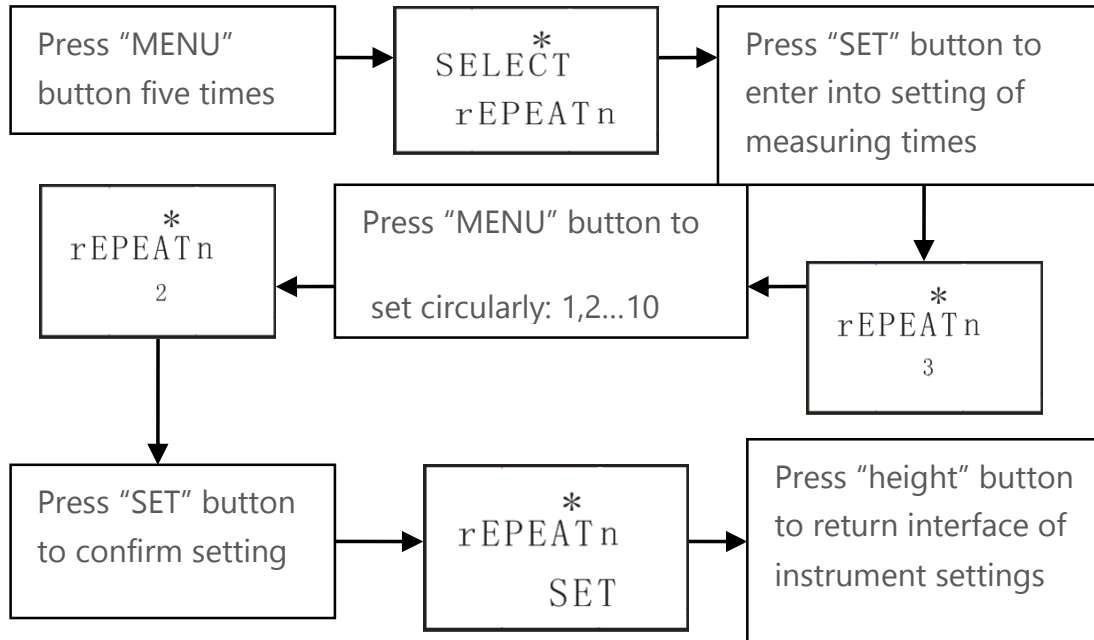 Press “MENU”
button five times
*
SELECT
rEPEATn
Press “SET” button to
enter into setting of
measuring times
*
rEPEATn
3
Press “MENU” button to
set circularly: 1,2…10
*
rEPEATn
2
Press “SET” button
to confirm setting
*
rEPEATn
SET
Press “height” button
to return interface of
instrument settings